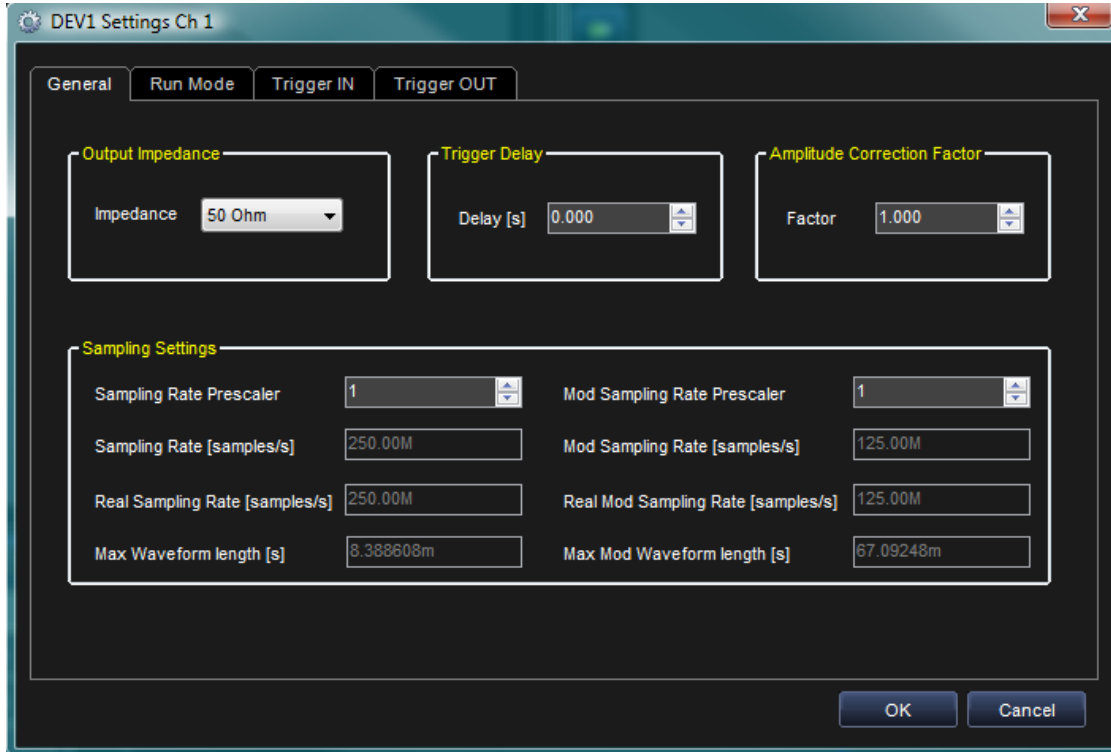 DEV1 Settings Ch 1
General Run Mode Trigger IN Trigger OUT
Output Impedance Trigger Delay Amplitude Correction Factor
Impedance 50 Ohm Delay [s] 0.000 Factor 1.000
Sampling Settings
Sampling Rate Prescaler 1 Mod Sampling Rate Prescaler 1
Sampling Rate [samples/s] 250.00M Mod Sampling Rate [samples/s] 125.00M
Real Sampling Rate [samples/s] 250.00M Real Mod Sampling Rate [samples/s] 125.00M
Max Waveform length [s] 8.388608m Max Mod Waveform length [s] 67.09248m
OK Cancel